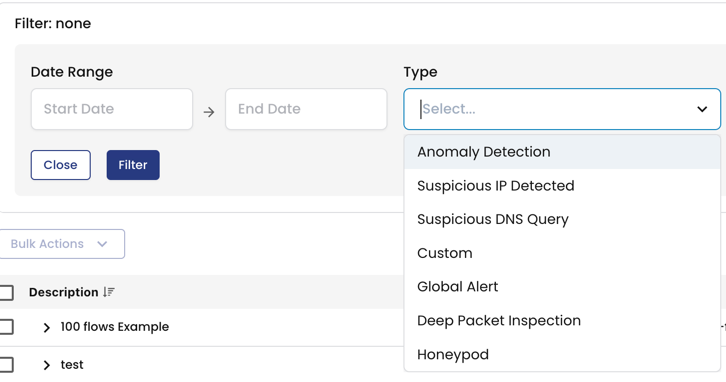 Filter: none
Date Range
Type
Start Date
End Date
Select...
Close
Filter
Anomaly Detection
Suspicious IP Detected
Suspicious DNS Query
Custom
Global Alert
Deep Packet Inspection
Honeypod
Bulk Actions
Description
100 flows Example
test